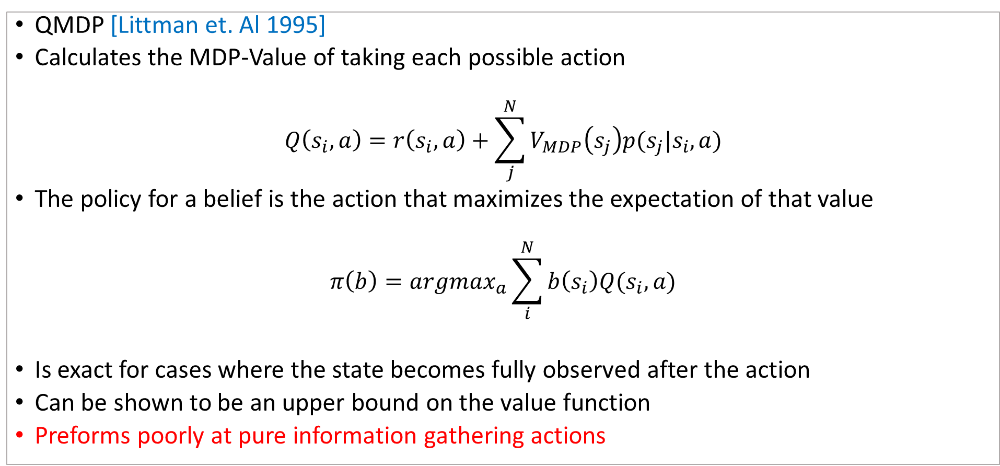 • QMDP [Littman et. Al 1995]
• Calculates the MDP-Value of taking each possible action
Q(s_i, a) = r(s_i, a) + \sum_{j}^{N} V_{MDP}(s_j)p(s_j|s_i, a)
• The policy for a belief is the action that maximizes the expectation of that value
π(b) = argmax_a \sum_{i}^{N} b(s_i)Q(s_i, a)
• Is exact for cases where the state becomes fully observed after the action
• Can be shown to be an upper bound on the value function
• Preforms poorly at pure information gathering actions